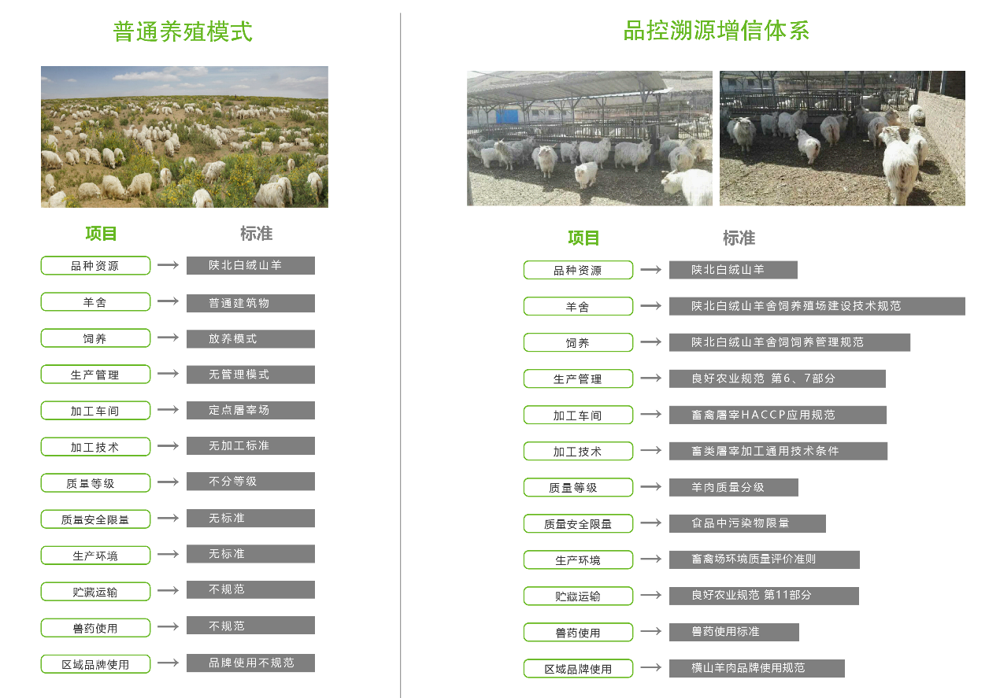 普通养殖模式
项目 标准
品种资源 陕北白绒山羊
羊舍 普通建筑物
饲养 放养模式
生产管理 无管理模式
加工车间 定点屠宰场
加工技术 无加工标准
质量等级 不分等级
质量安全限量 无标准
生产环境 无标准
贮藏运输 不规范
兽药使用 不规范
区域品牌使用 品牌使用不规范
品控溯源增信体系
项目 标准
品种资源 陕北白绒山羊
羊舍 陕北白绒山羊舍饲养殖场建设技术规范
饲养 陕北白绒山羊舍饲饲养管理规范
生产管理 良好农业规范 第6、7部分
加工车间 畜禽屠宰HACCP应用规范
加工技术 畜类屠宰加工通用技术条件
质量等级 羊肉质量分级
质量安全限量 食品中污染物限量
生产环境 畜禽场环境质量评价准则
贮藏运输 良好农业规范 第11部分
兽药使用 兽药使用标准
区域品牌使用 横山羊肉品牌使用规范